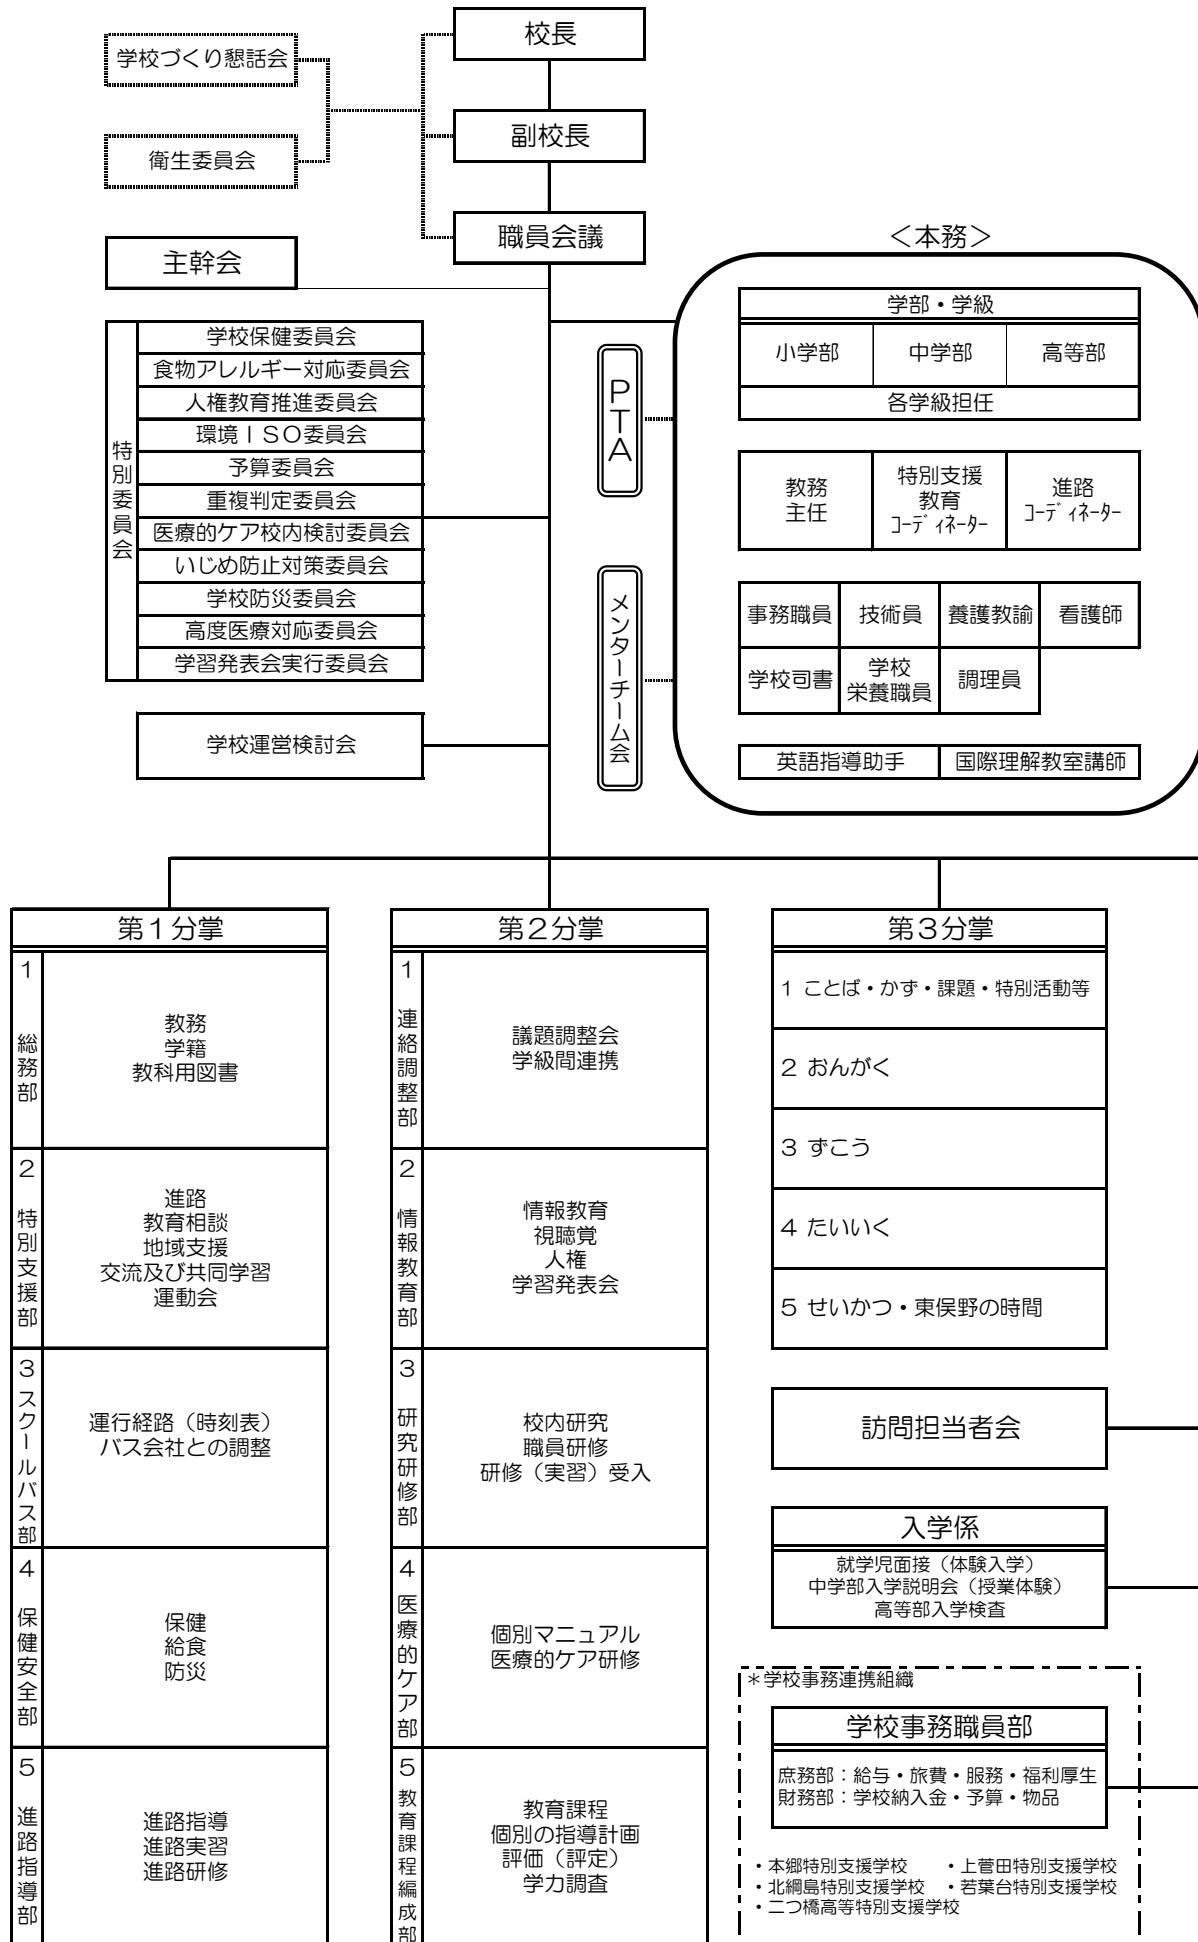 校長
学校づくり懇話会
副校長
衛生委員会
職員会議
主幹会
＜本務＞
特別委員会
学校保健委員会
食物アレルギー対応委員会
人権教育推進委員会
環境ＩＳＯ委員会
予算委員会
重複判定委員会
医療的ケア校内検討委員会
いじめ防止対策委員会
学校防災委員会
高度医療対応委員会
学習発表会実行委員会
学校運営検討会
ＰＴＡ
メンターチーム会
学部・学級
小学部 中学部 高等部
各学級担任
教務
主任
特別支援
教育
ｺｰﾃﾞｨﾈｰﾀｰ
進路
ｺｰﾃﾞｨﾈｰﾀｰ
事務職員 技術員 養護教諭 看護師
学校司書
学校
栄養職員
調理員
英語指導助手 国際理解教室講師
第１分掌
１ 総務部
教務
学籍
教科用図書
２ 特別支援部
進路
教育相談
地域支援
交流及び共同学習
運動会
３ スクールバス部
運行経路（時刻表）
バス会社との調整
４ 保健安全部
保健
給食
防災
５ 進路指導部
進路指導
進路実習
進路研修
第２分掌
１ 連絡調整部
議題調整会
学級間連携
２ 情報教育部
情報教育
視聴覚
人権
学習発表会
３ 研究研修部
校内研究
職員研修
研修（実習）受入
４ 医療的ケア部
個別マニュアル
医療的ケア研修
５ 教育課程編成部
教育課程
個別の指導計画
評価（評定）
学力調査
第３分掌
１ ことば・かず・課題・特別活動等
２ おんがく
３ ずこう
４ たいいく
５ せいかつ・東俣野の時間
訪問担当者会
入学係
就学児面接（体験入学）
中学部入学説明会（授業体験）
高等部入学検査
＊学校事務連携組織
学校事務職員部
庶務部：給与・旅費・服務・福利厚生
財務部：学校納入金・予算・物品
・本郷特別支援学校 ・上菅田特別支援学校
・北綱島特別支援学校 ・若葉台特別支援学校
・二つ橋高等特別支援学校